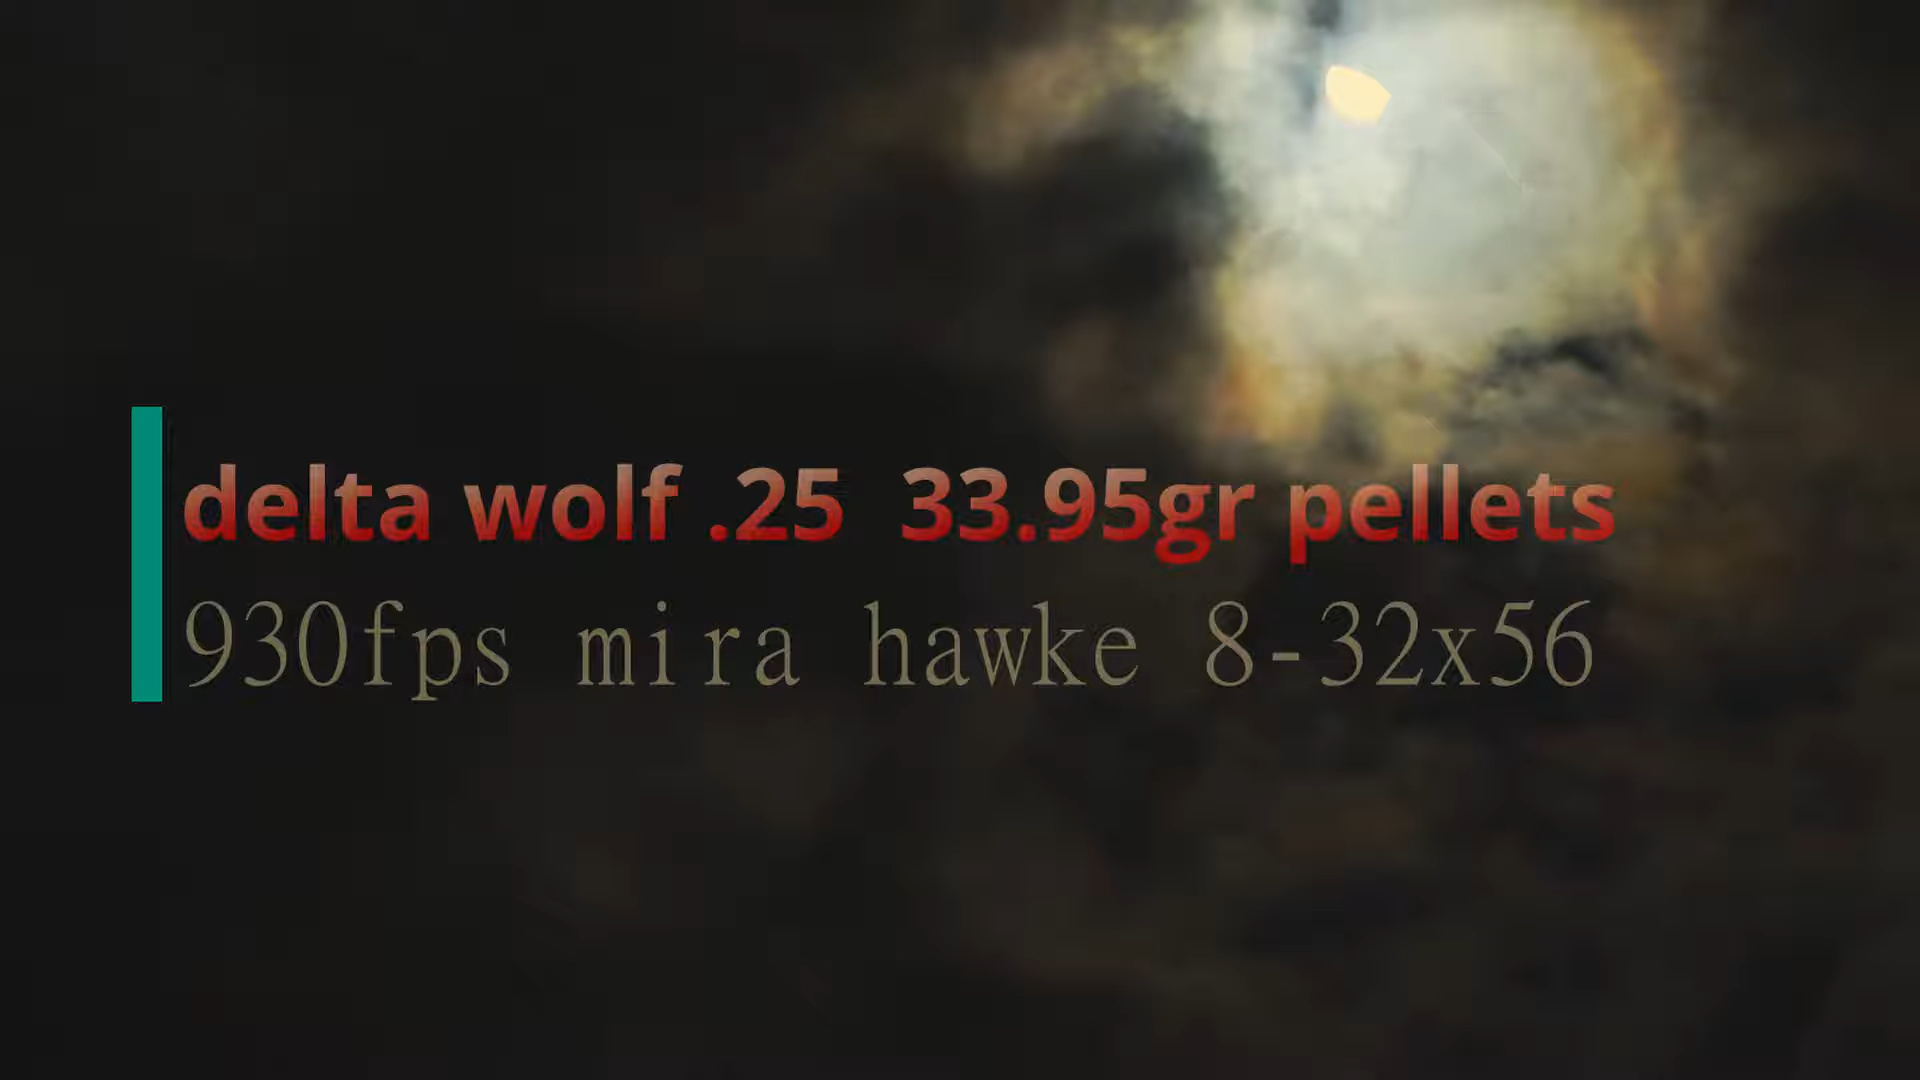 delta wolf .25  33.95gr pellets
930fps mira hawke 8-32x56